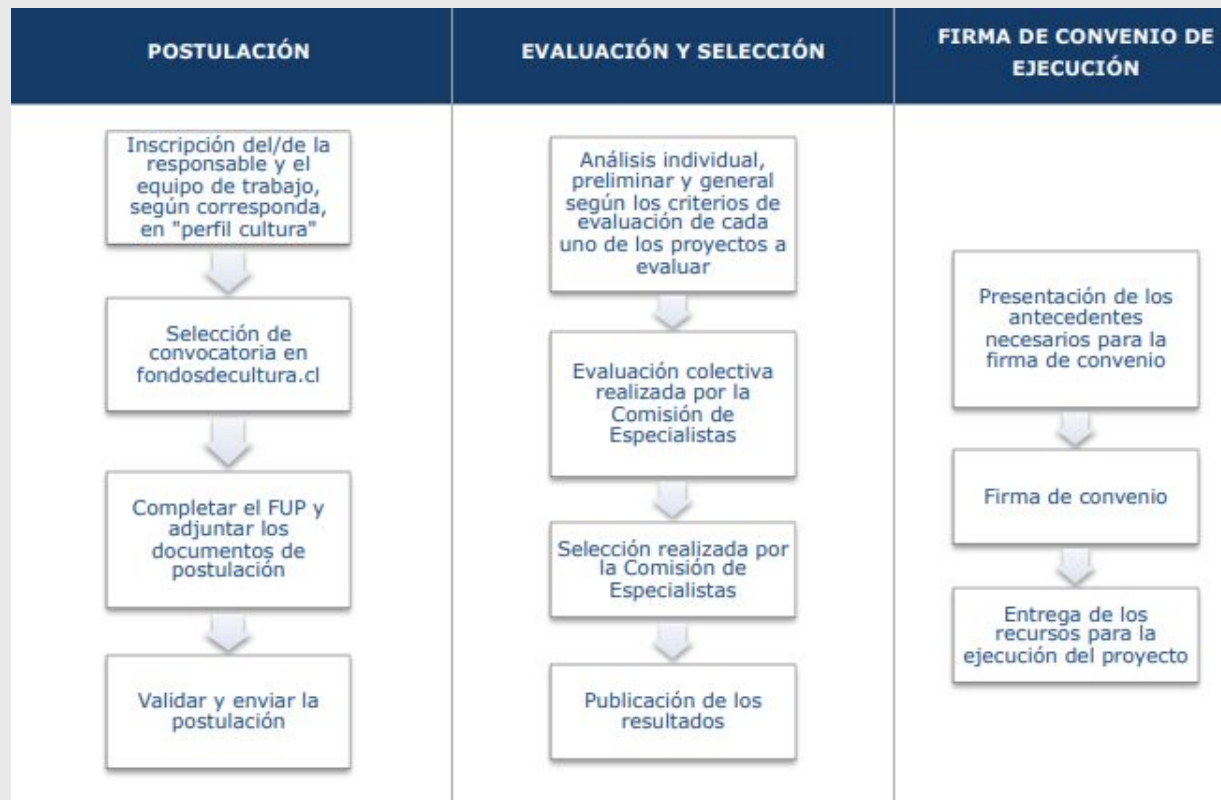 POSTULACIÓN
Inscripción del/de la
responsable y el
equipo de trabajo,
según corresponda,
en "perfil cultura"
Selección de
convocatoria en
fondosdecultura.cl
Completar el FUP y
adjuntar los
documentos de
postulación
Validar y enviar la
postulación
EVALUACIÓN Y SELECCIÓN
Análisis individual,
preliminar y general
según los criterios de
evaluación de cada
uno de los proyectos a
evaluar
Evaluación colectiva
realizada por la
Comisión de
Especialistas
Selección realizada por
la Comisión de
Especialistas
Publicación de los
resultados
FIRMA DE CONVENIO DE
EJECUCIÓN
Presentación de los
antecedentes
necesarios para la
firma de convenio
Firma de convenio
Entrega de los
recursos para la
ejecución del proyecto